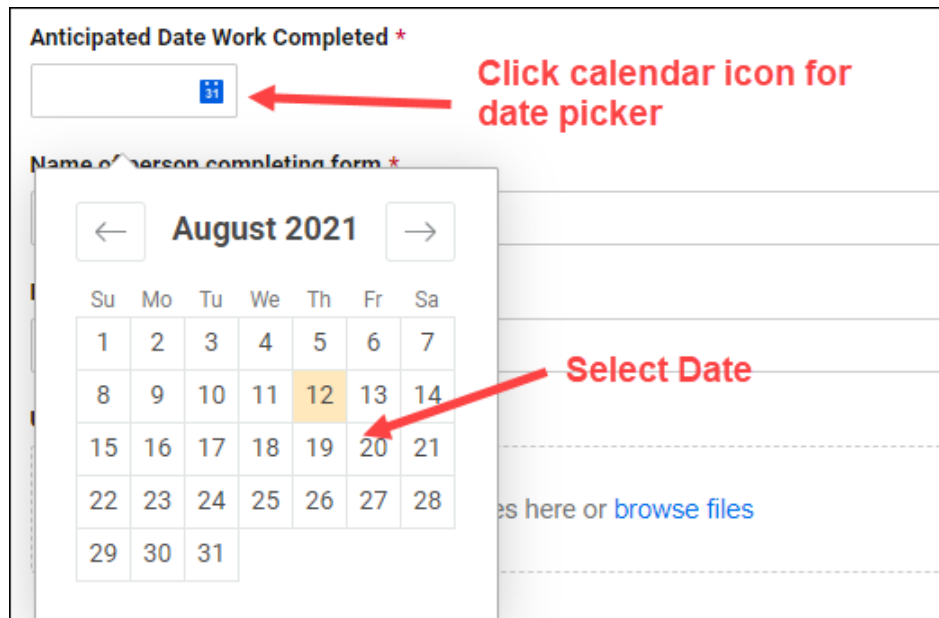 Anticipated Date Work Completed *
31
Click calendar icon for
date picker
Name of person completing form *
← August 2021 →
Su Mo Tu We Th Fr Sa
1 2 3 4 5 6 7
8 9 10 11 12 13 14
Select Date
15 16 17 18 19 20 21
22 23 24 25 26 27 28
es here or browse files
29 30 31